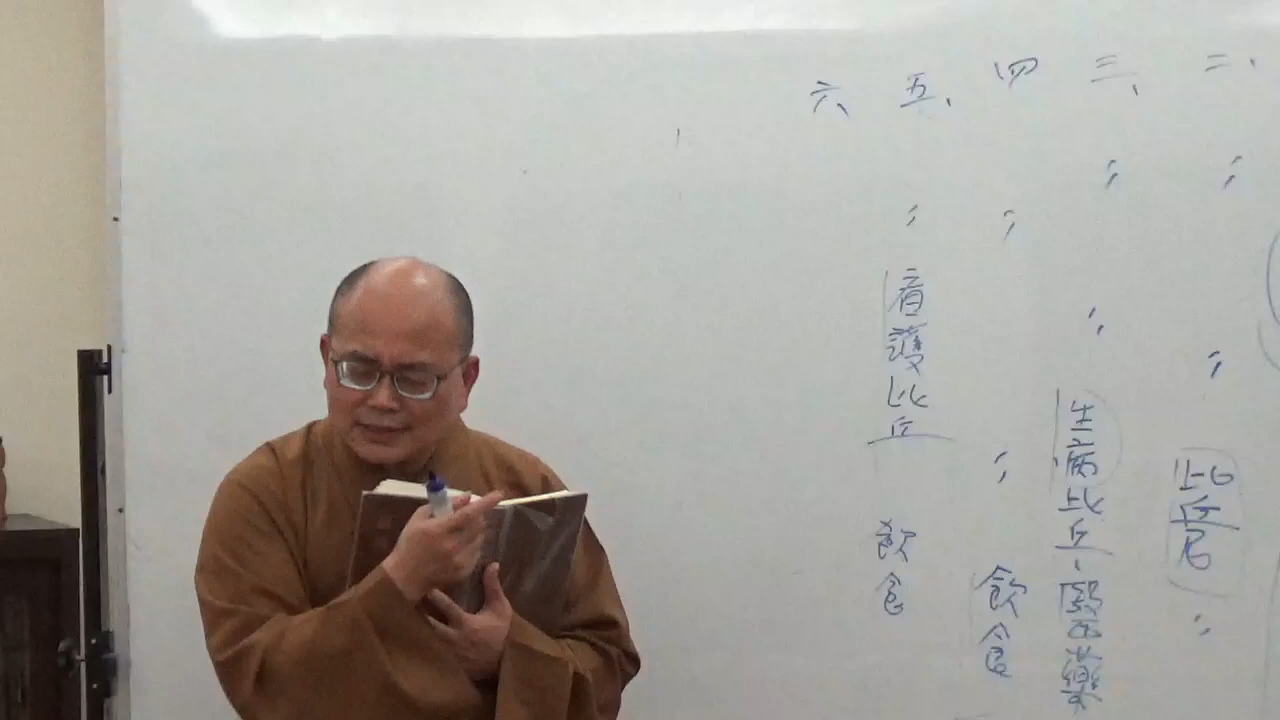 二、〃〃比丘尼〃
三、〃〃生病比丘、醫藥
四〃〃飲食
五、〃看護比丘 飲食
六、